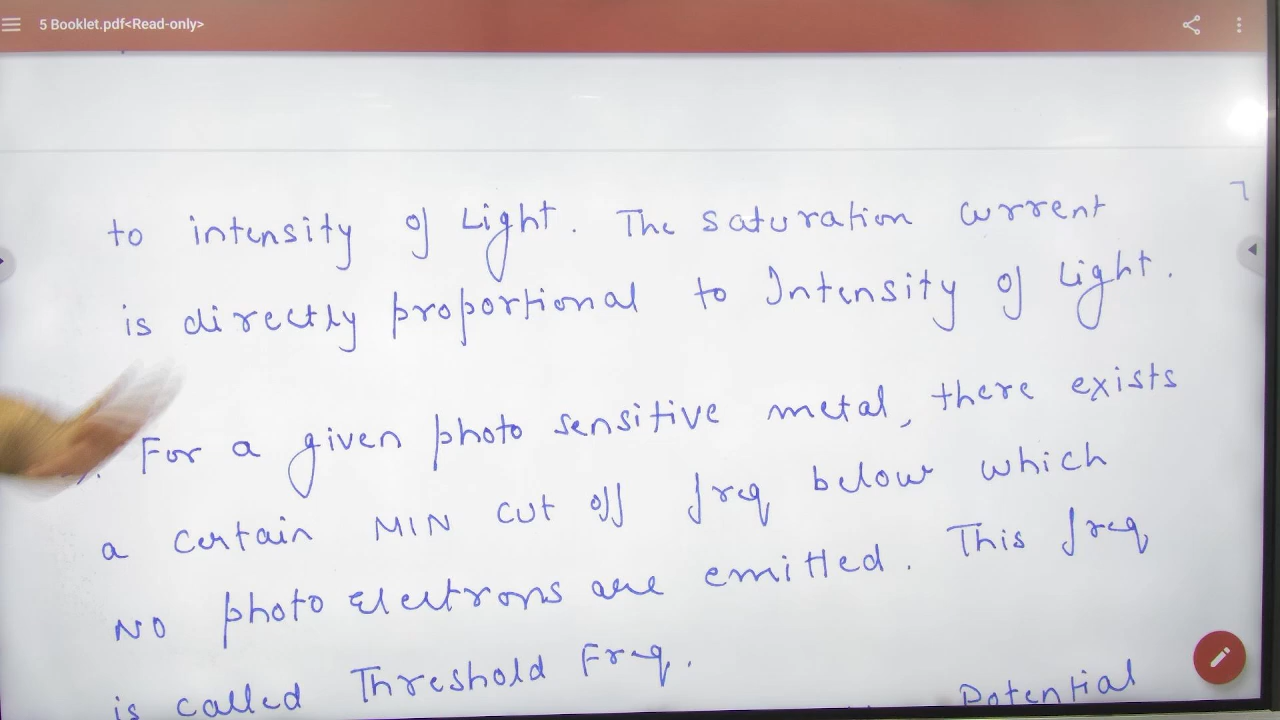 5 Booklet.pdf<Read-only>
7
to intensity of Light. The saturation current
is directly proportional to Intensity of Light.
For a given photo sensitive metal, there exists
a certain MIN cut off freq below which
NO photo Electrons are emitted. This freq
is called Threshold Freq.
Potential